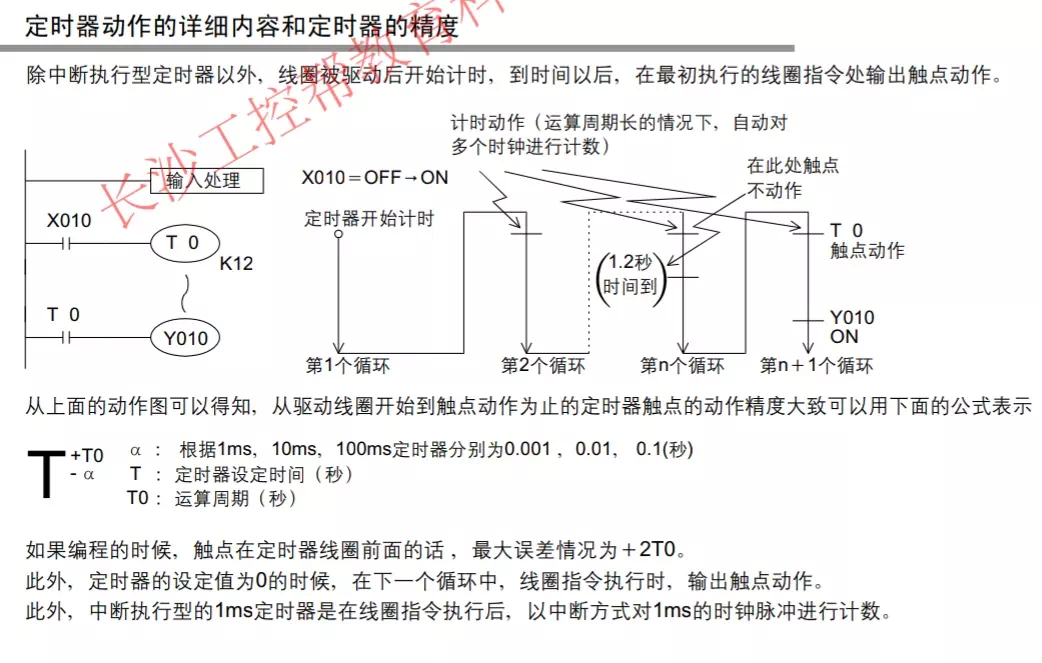 定时器动作的详细内容和定时器的精度
除中断执行型定时器以外，线圈被驱动后开始计时，到时间以后，在最初执行的线圈指令处输出触点动作。
长沙工控帮教育科
计时动作（运算周期长的情况下，自动对
多个时钟进行计数）
在此处触点
不动作
输入处理
X010＝OFF→ON
X010
定时器开始计时
T 0
K12
1.2秒
时间到
T 0
触点动作
T 0
Y010
Y010
ON
第1个循环
第2个循环
第n个循环
第n＋1个循环
从上面的动作图可以得知，从驱动线圈开始到触点动作为止的定时器触点的动作精度大致可以用下面的公式表示
T +T0 - α
α ： 根据1ms，10ms，100ms定时器分别为0.001 ，0.01， 0.1(秒)
T ：定时器设定时间（秒）
T0：运算周期（秒）
如果编程的时候，触点在定时器线圈前面的话 ，最大误差情况为＋2T0。
此外，定时器的设定值为0的时候，在下一个循环中，线圈指令执行时，输出触点动作。
此外，中断执行型的1ms定时器是在线圈指令执行后，以中断方式对1ms的时钟脉冲进行计数。